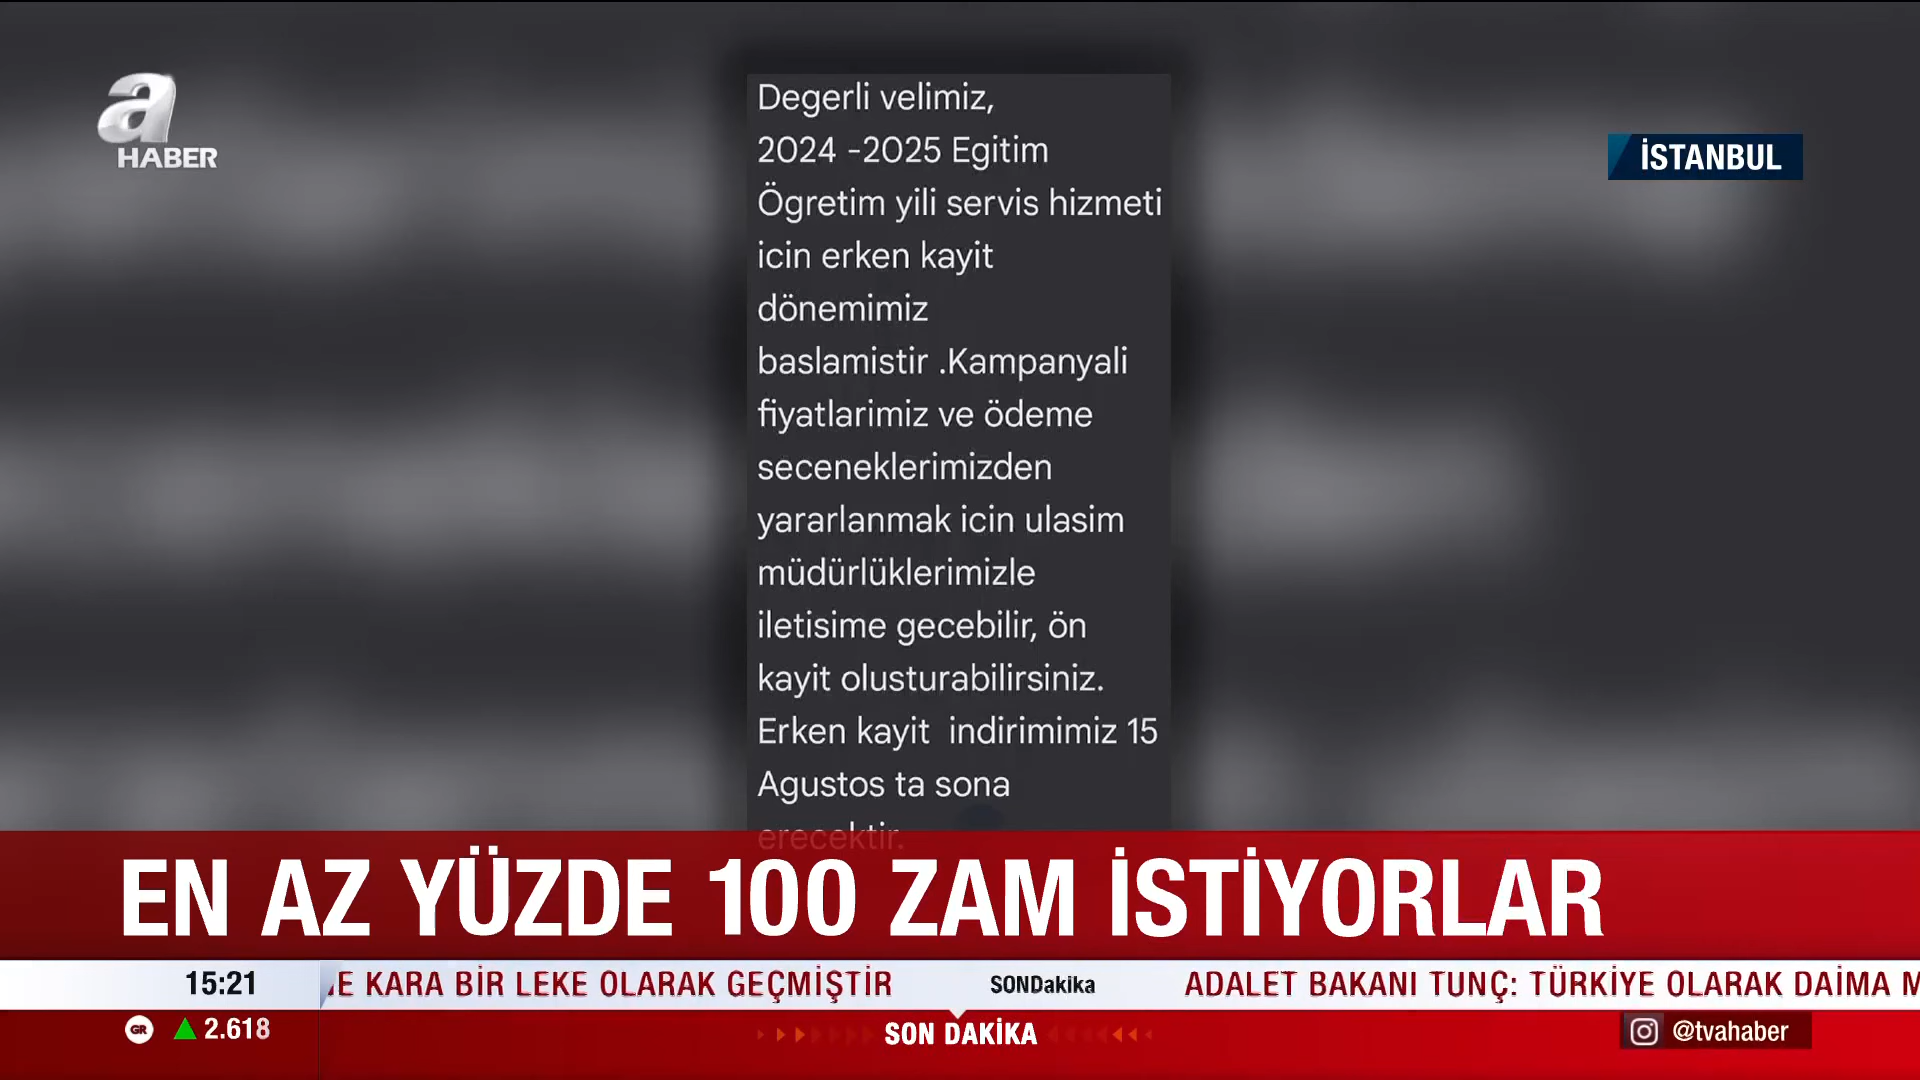 a
HABER
İSTANBUL
Degerli velimiz,
2024 -2025 Egitim
Ögretim yili servis hizmeti
icin erken kayit
dönemimiz
baslamistir .Kampanyali
fiyatlarimiz ve ödeme
seceneklerimizden
yararlanmak icin ulasim
müdürlüklerimizle
iletisime gecebilir, ön
kayit olusturabilirsiniz.
Erken kayit  indirimimiz 15
Agustos ta sona
erecektir.
EN AZ YÜZDE 100 ZAM İSTİYORLAR
15:21
KARA BİR LEKE OLARAK GEÇMİŞTİR SONDakika ADALET BAKANI TUNÇ: TÜRKİYE OLARAK DAİMA
GR ▲ 2.618
SON DAKİKA
@tvahaber